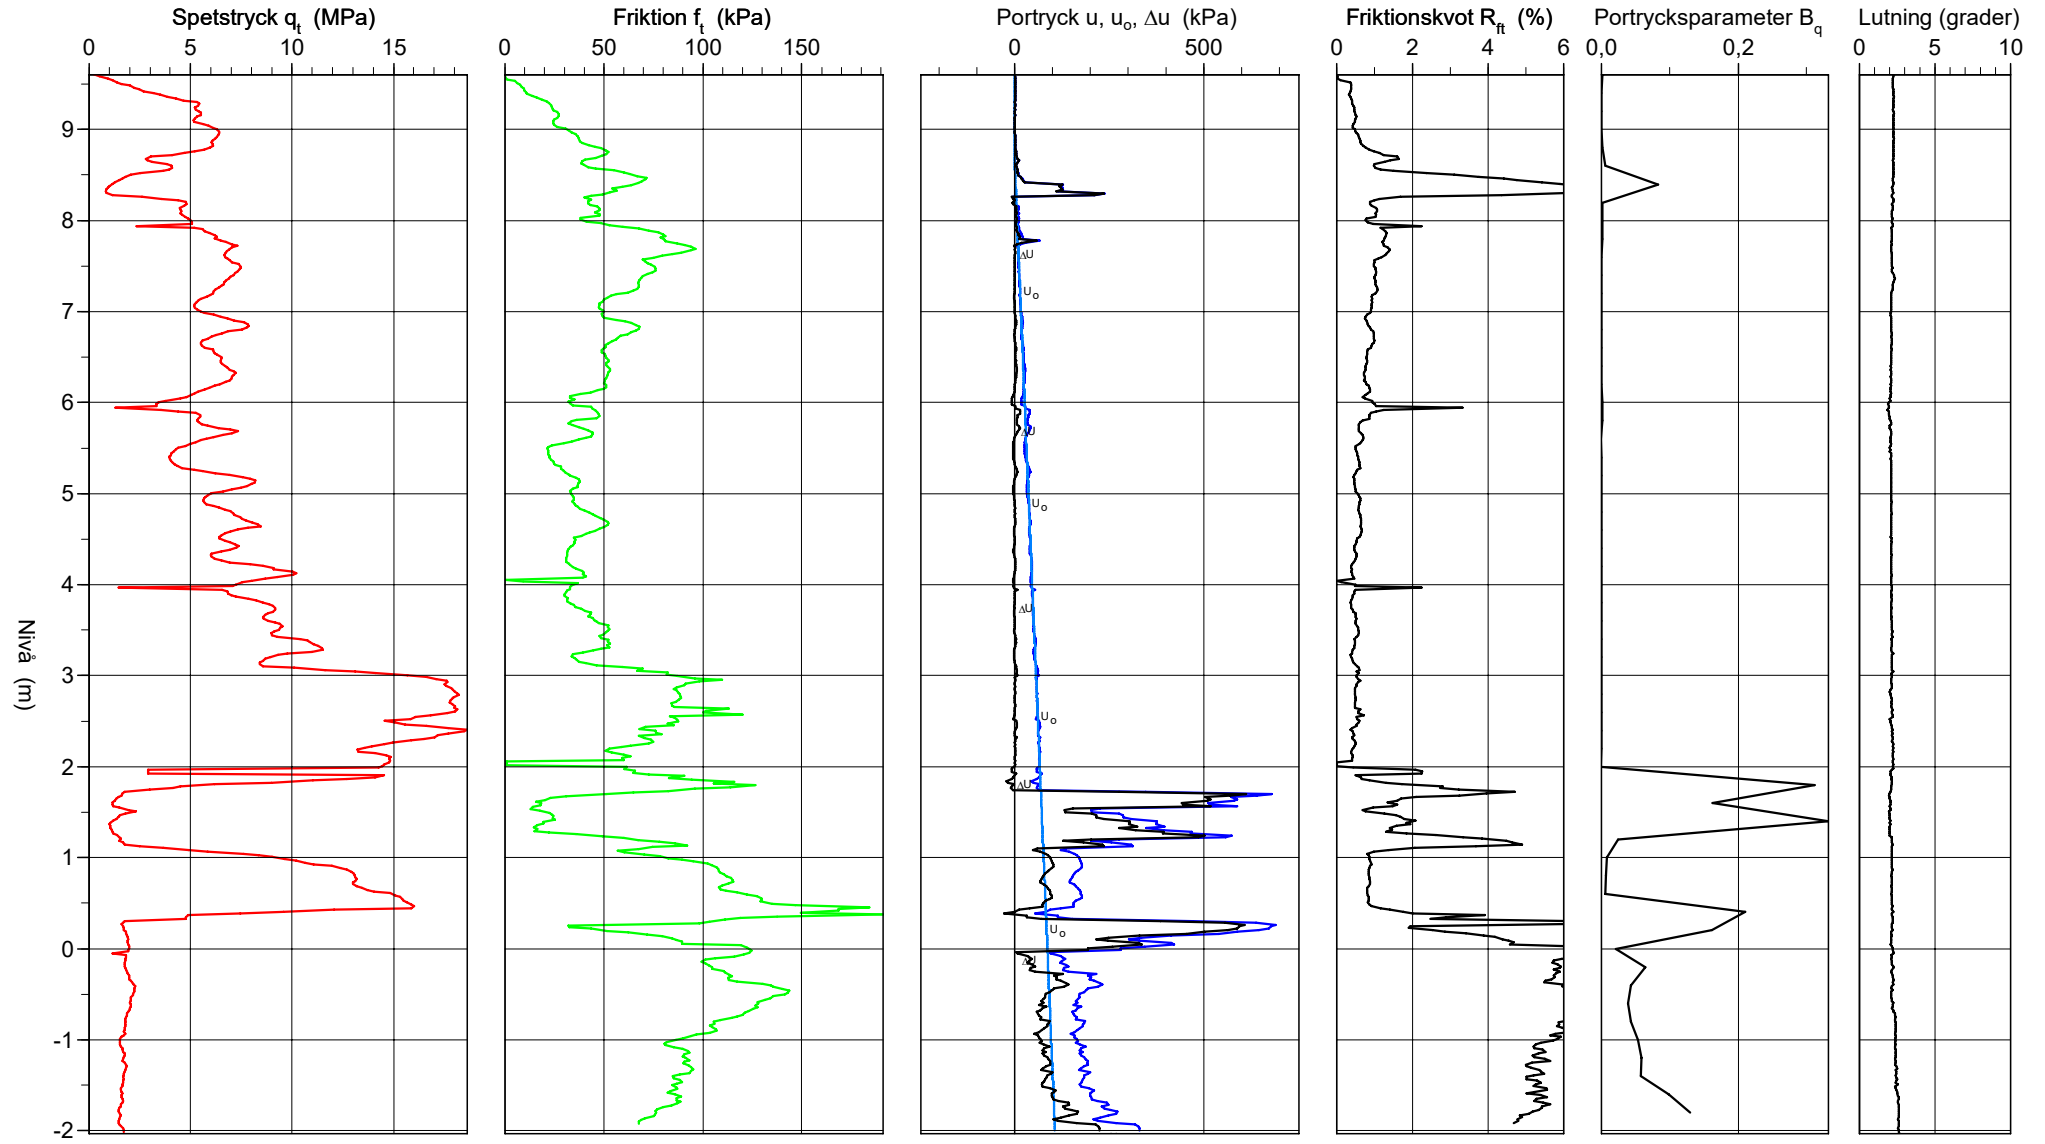 Spetstryck qt (MPa) Friktion ft (kPa) Portryck u, uo, Δu (kPa) Friktionskvot Rft (%) Portrycksparameter Bq Lutning (grader)
0 5 10 15 0 50 100 150 0 500 0 2 4 6 0,0 0,2 0 5 10
9
8
ΔU
Uo
7
6
ΔU
5
Uo
4
ΔU
Nivå (m)
3
Uo
2
ΔU
1
Uo
0
ΔU
-1
-2